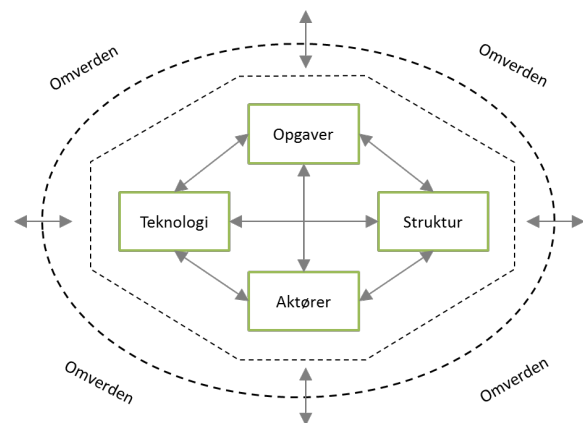 Omverden
Omverden
Opgaver
Teknologi
Struktur
Aktører
Omverden
Omverden